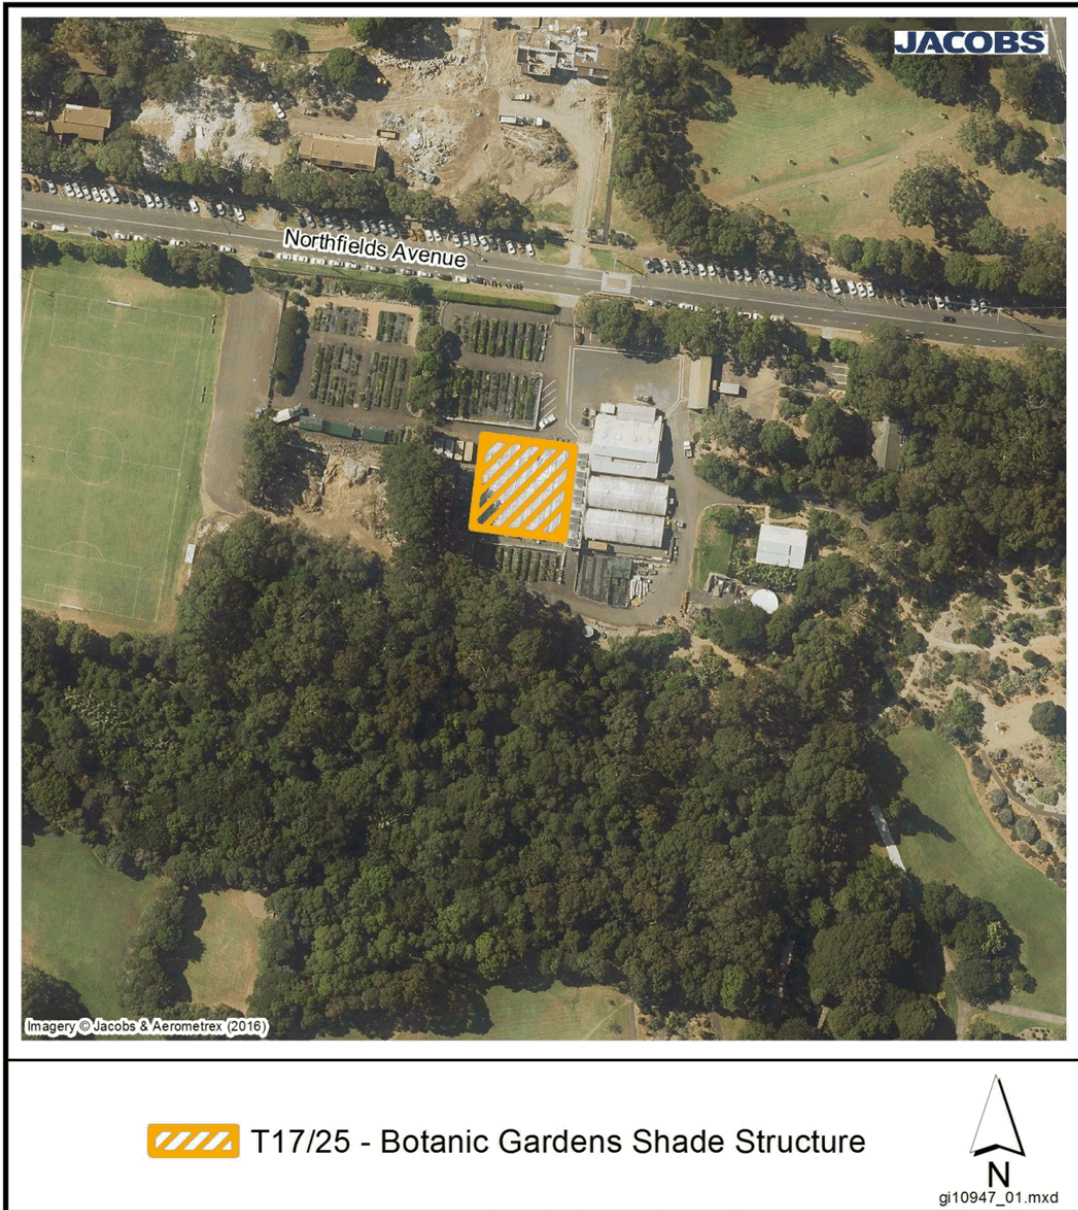 JACOBS
Northfields Avenue
Imagery © Jacobs & Aerometrex (2016)
T17/25 - Botanic Gardens Shade Structure
N
gi10947_01.mxd